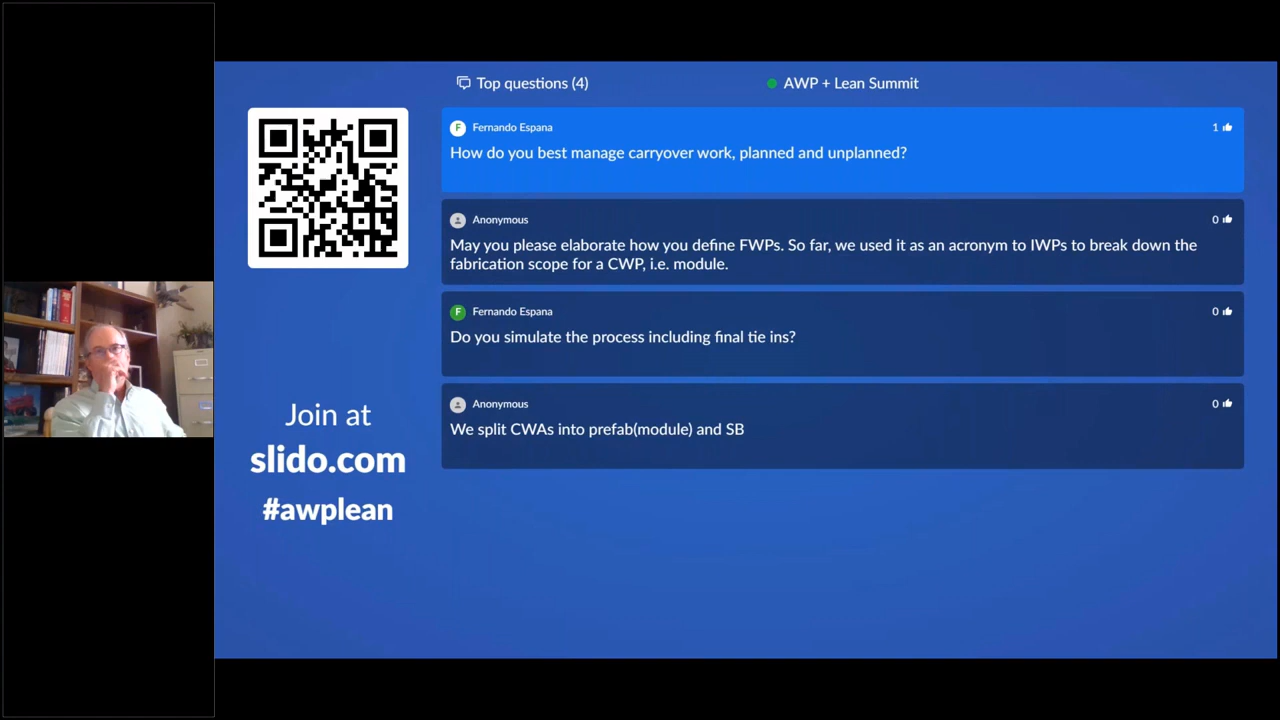 Top questions (4)
AWP + Lean Summit
F
Fernando Espana
1
How do you best manage carryover work, planned and unplanned?
Anonymous
0
May you please elaborate how you define FWPs. So far, we used it as an acronym to IWPs to break down the
fabrication scope for a CWP, i.e. module.
F
Fernando Espana
0
Do you simulate the process including final tie ins?
Anonymous
0
We split CWAs into prefab(module) and SB
Join at
slido.com
#awplean